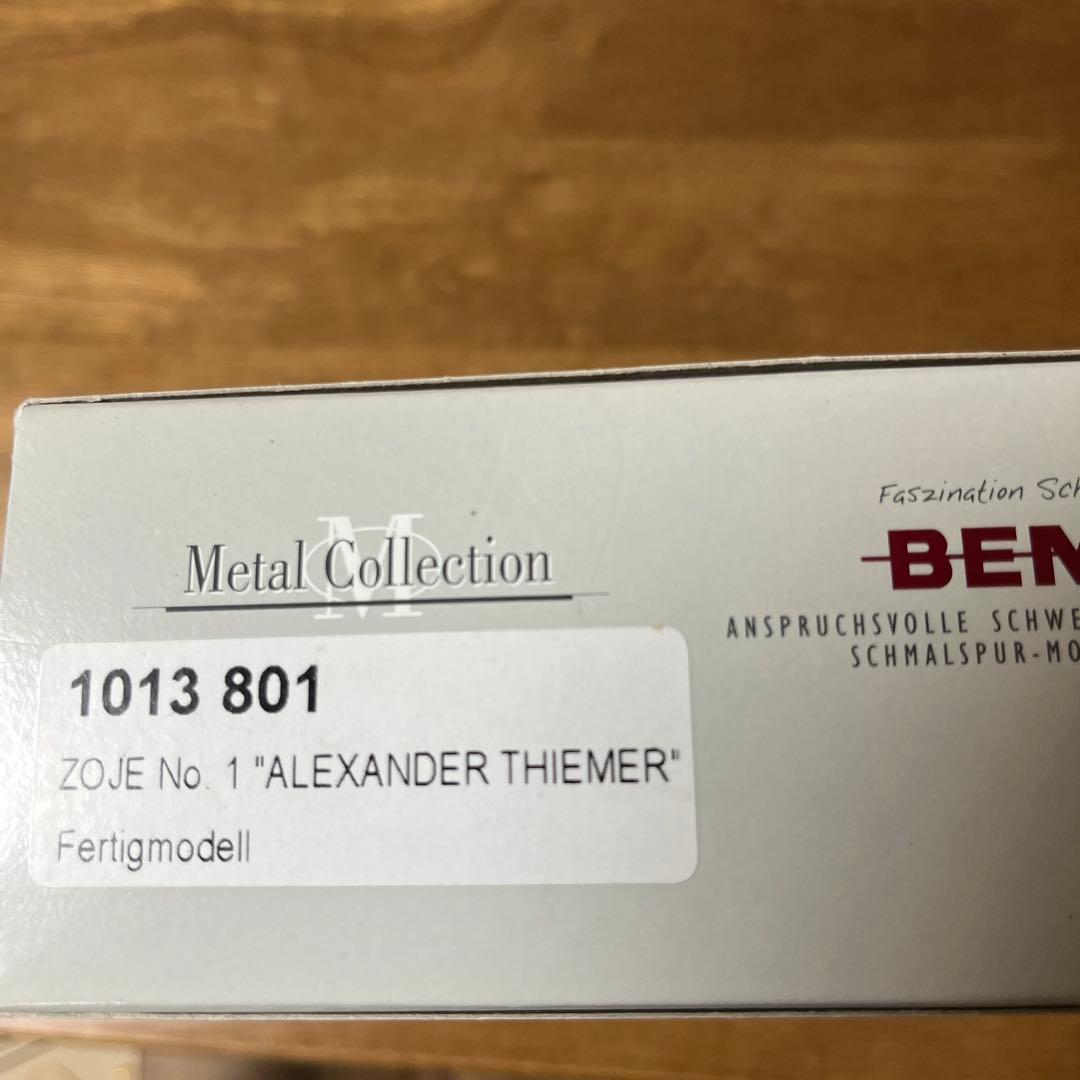 Metal Collection
1013 801
ZOJE No. 1 "ALEXANDER THIEMER"
Fertigmodell
Faszination Sch
BEM
ANSPRUCHSVOLLE SCHWE
SCHMALSPUR-MO